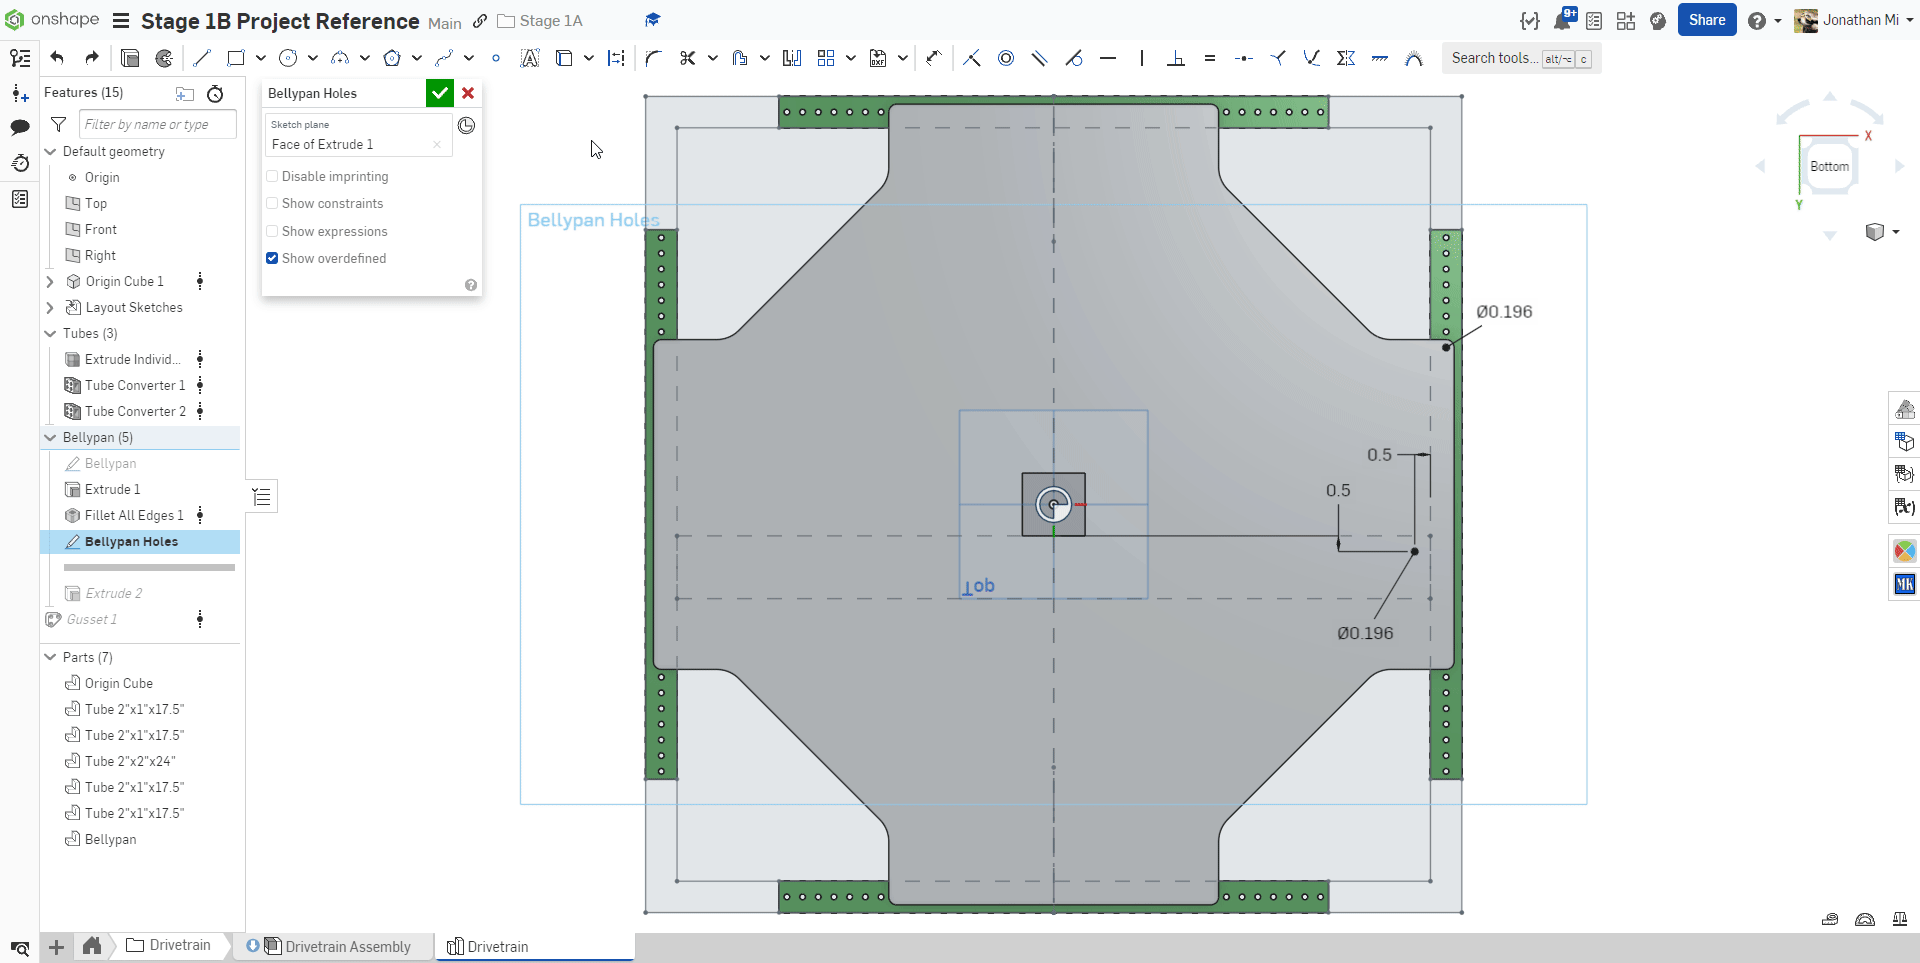 onshape
Stage 1B Project Reference
Main
Stage 1A
9+
Share
Jonathan Mi
Search tools...
alt/⌥
c
Features (15)
Filter by name or type
Default geometry
Origin
Top
Front
Right
Origin Cube 1
Layout Sketches
Tubes (3)
Extrude Individ...
Tube Converter 1
Tube Converter 2
Bellypan (5)
Bellypan
Extrude 1
Fillet All Edges 1
Bellypan Holes
Extrude 2
Gusset 1
Parts (7)
Origin Cube
Tube 2"x1"x17.5"
Tube 2"x1"x17.5"
Tube 2"x2"x24"
Tube 2"x1"x17.5"
Tube 2"x1"x17.5"
Bellypan
Bellypan Holes
Sketch plane
Face of Extrude 1
Disable imprinting
Show constraints
Show expressions
Show overdefined
Bellypan Holes
Ø0.196
0.5
0.5
Ø0.196
Top
X
Bottom
Y
DXF
MK
Drivetrain
Drivetrain Assembly
Drivetrain